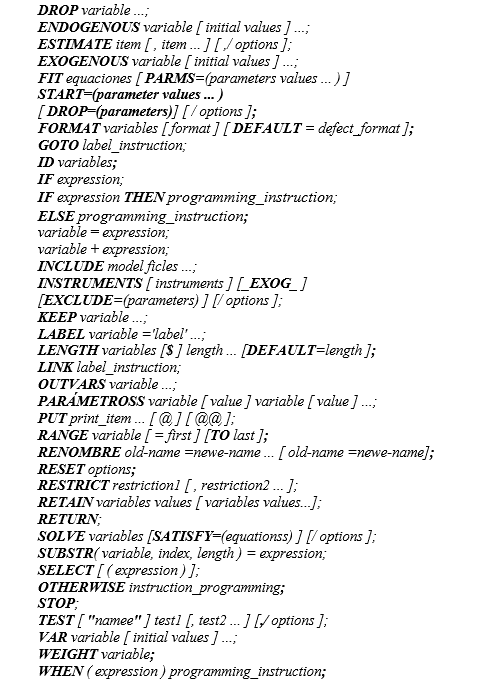 DROP variable ...;
ENDOGENOUS variable [ initial values ] ...;
ESTIMATE item [ , item ... ] [ ,/ options ];
EXOGENOUS variable [ initial values ] ...;
FIT equaciones [ PARMS=(parameters values ... ) ]
START=(parameter values ... )
[ DROP=(parameters)] [ / options ];
FORMAT variables [ format ] [ DEFAULT = defect_format ];
GOTO label_instruction;
ID variables;
IF expression;
IF expression THEN programming_instruction;
ELSE programming_instruction;
variable = expression;
variable + expression;
INCLUDE model ficles ...;
INSTRUMENTS [ instruments ] [_EXOG_ ]
[EXCLUDE=(parameters) ] [/ options ];
KEEP variable ...;
LABEL variable ='label' ...;
LENGTH variables [$ ] length ... [DEFAULT=length ];
LINK label_instruction;
OUTVARS variable ...;
PARÁMETROSS variable [ value ] variable [ value ] ...;
PUT print_item ... [ @ ] [ @@ ];
RANGE variable [ = first ] [TO last ];
RENOMBRE old-name =newe-name ... [ old-name =newe-name];
RESET options;
RESTRICT restriction1 [ , restriction2 ... ];
RETAIN variables values [ variables values...];
RETURN;
SOLVE variables [SATISFY=(equationss) ] [/ options ];
SUBSTR( variable, index, length ) = expression;
SELECT [ ( expression ) ];
OTHERWISE instruction_programming;
STOP;
TEST [ "namee" ] test1 [, test2 ... ] [,/ options ];
VAR variable [ initial values ] ...;
WEIGHT variable;
WHEN ( expression ) programming_instruction;